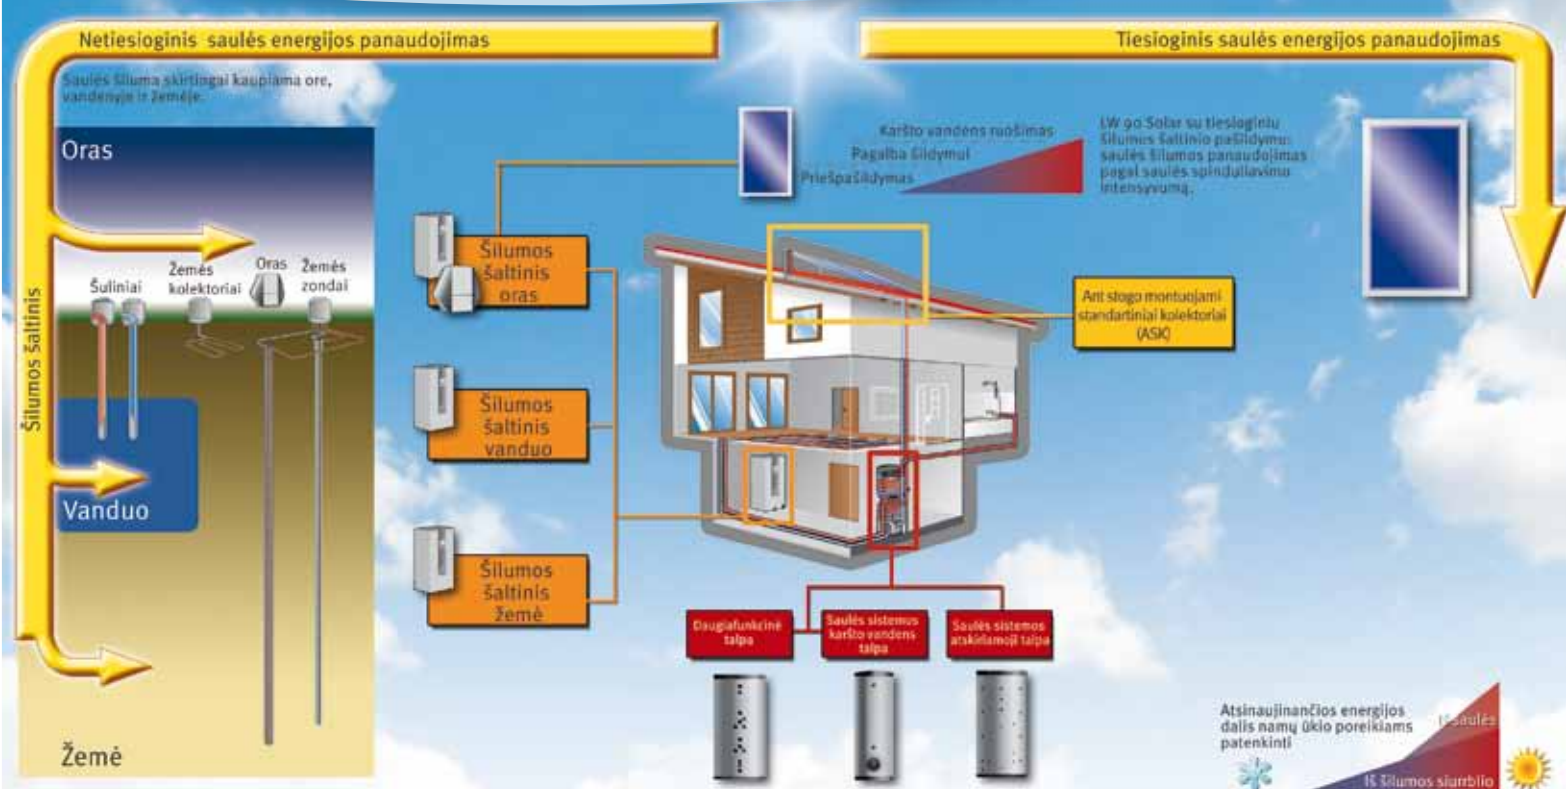 Netiesioginis saulės energijos panaudojimas
Tiesioginis saulės energijos panaudojimas
Saulės šiluma skirtingai kaupiama ore,
vandenyje ir žemėje.
Oras
Šilumos šaltinis
Šuliniai
Žemės
kolektoriai
Oras
Žemės
zondai
Vanduo
Žemė
Karšto vandens ruošimas
Pagalba šildymui
Priešpašildymas
LW 90 Solar su tiesioginiu
šilumos šaltinio pašildymu:
saulės šilumos panaudojimas
pagal saulės spinduliavimo
intensyvumą.
Šilumos
šaltinis
oras
Šilumos
šaltinis
vanduo
Šilumos
šaltinis
žemė
Ant stogo montuojami
standartiniai kolektoriai
(ASK)
Daugiafunkcinė
talpa
Saulės sistemus
karšto vandens
talpa
Saulės sistemos
atskiriamoji talpa
Atsinaujinančios energijos
dalis namų ūkio poreikiams
patenkinti
Iš saulės
Iš šilumos siurrblio